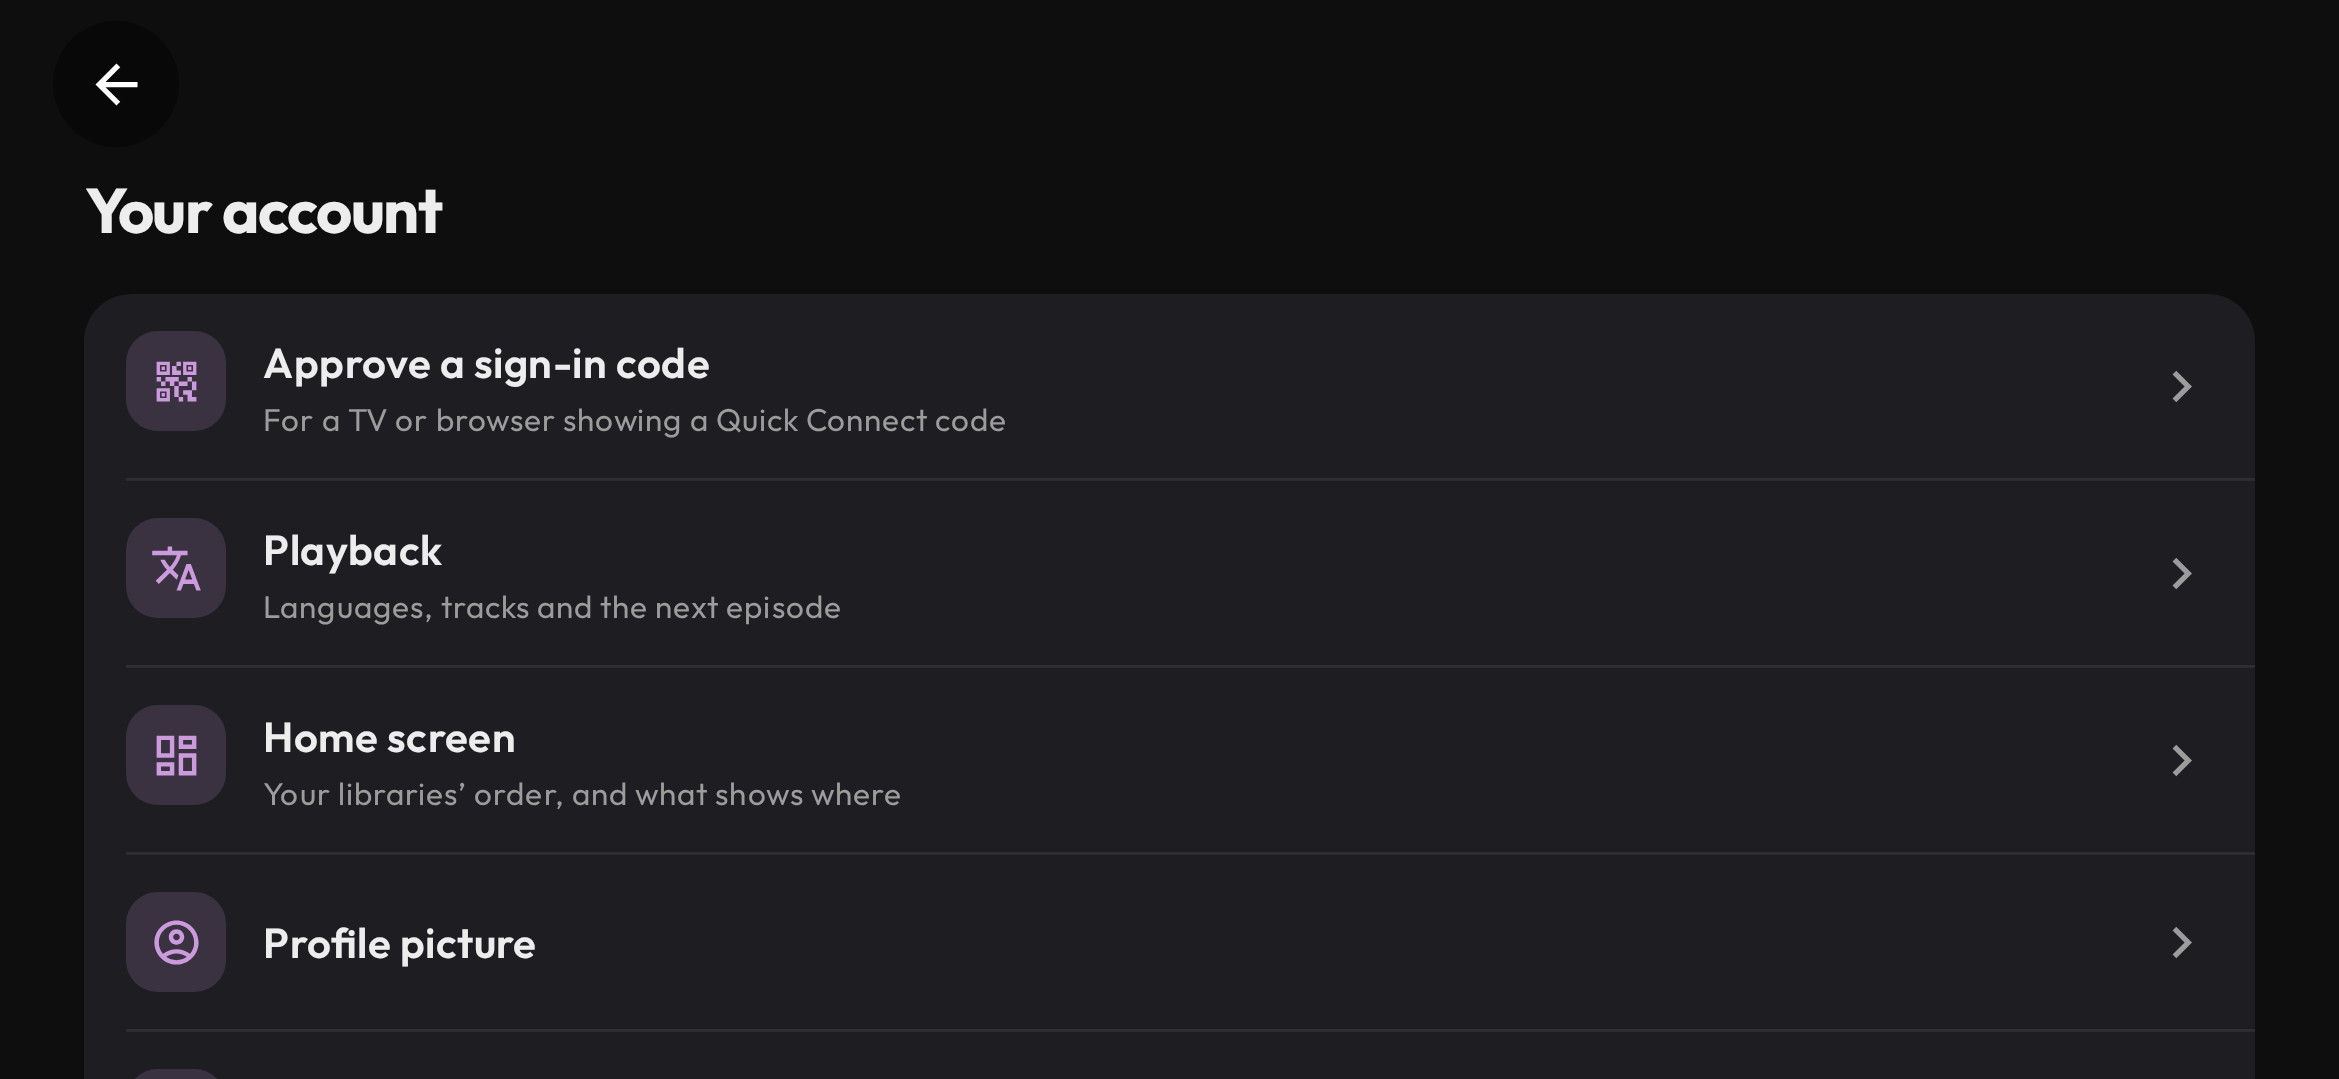 Your account
Approve a sign-in code
For a TV or browser showing a Quick Connect code
Playback
Languages, tracks and the next episode
Home screen
Your libraries’ order, and what shows where
Profile picture